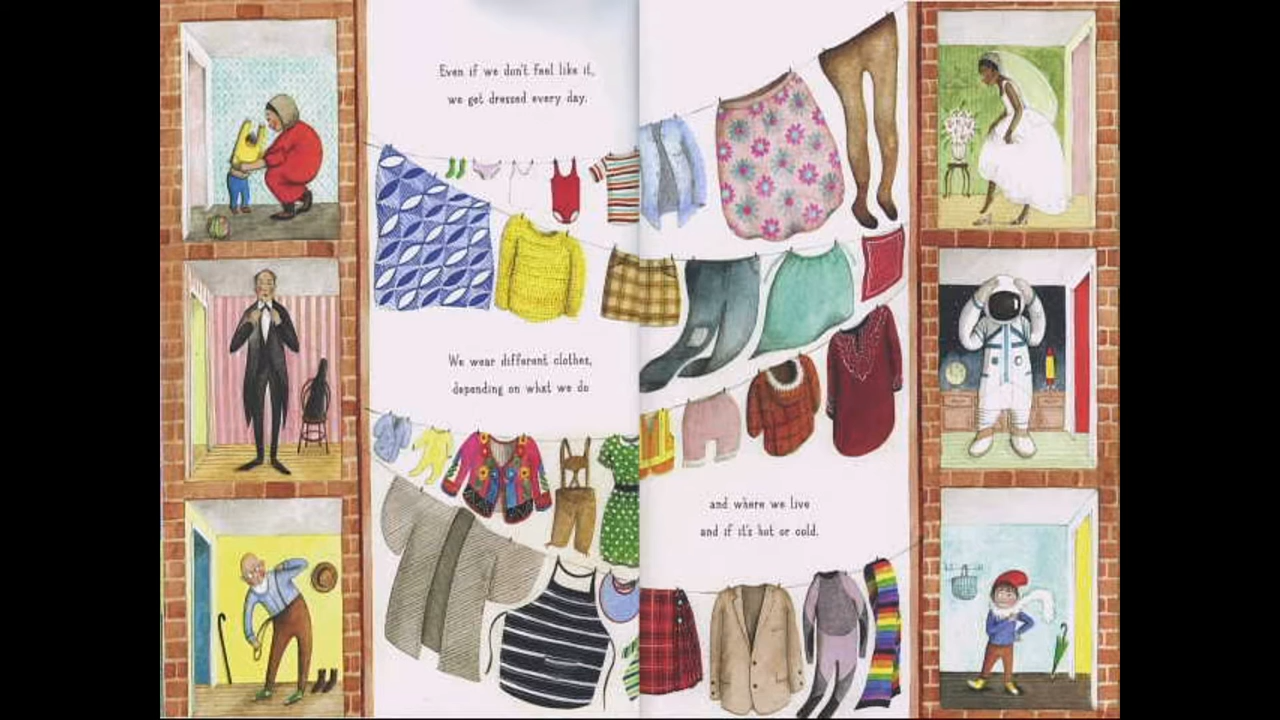 Even if we don't feel like it,
we get dressed every day.
We wear different clothes,
depending on what we do
and where we live
and if it's hot or cold.